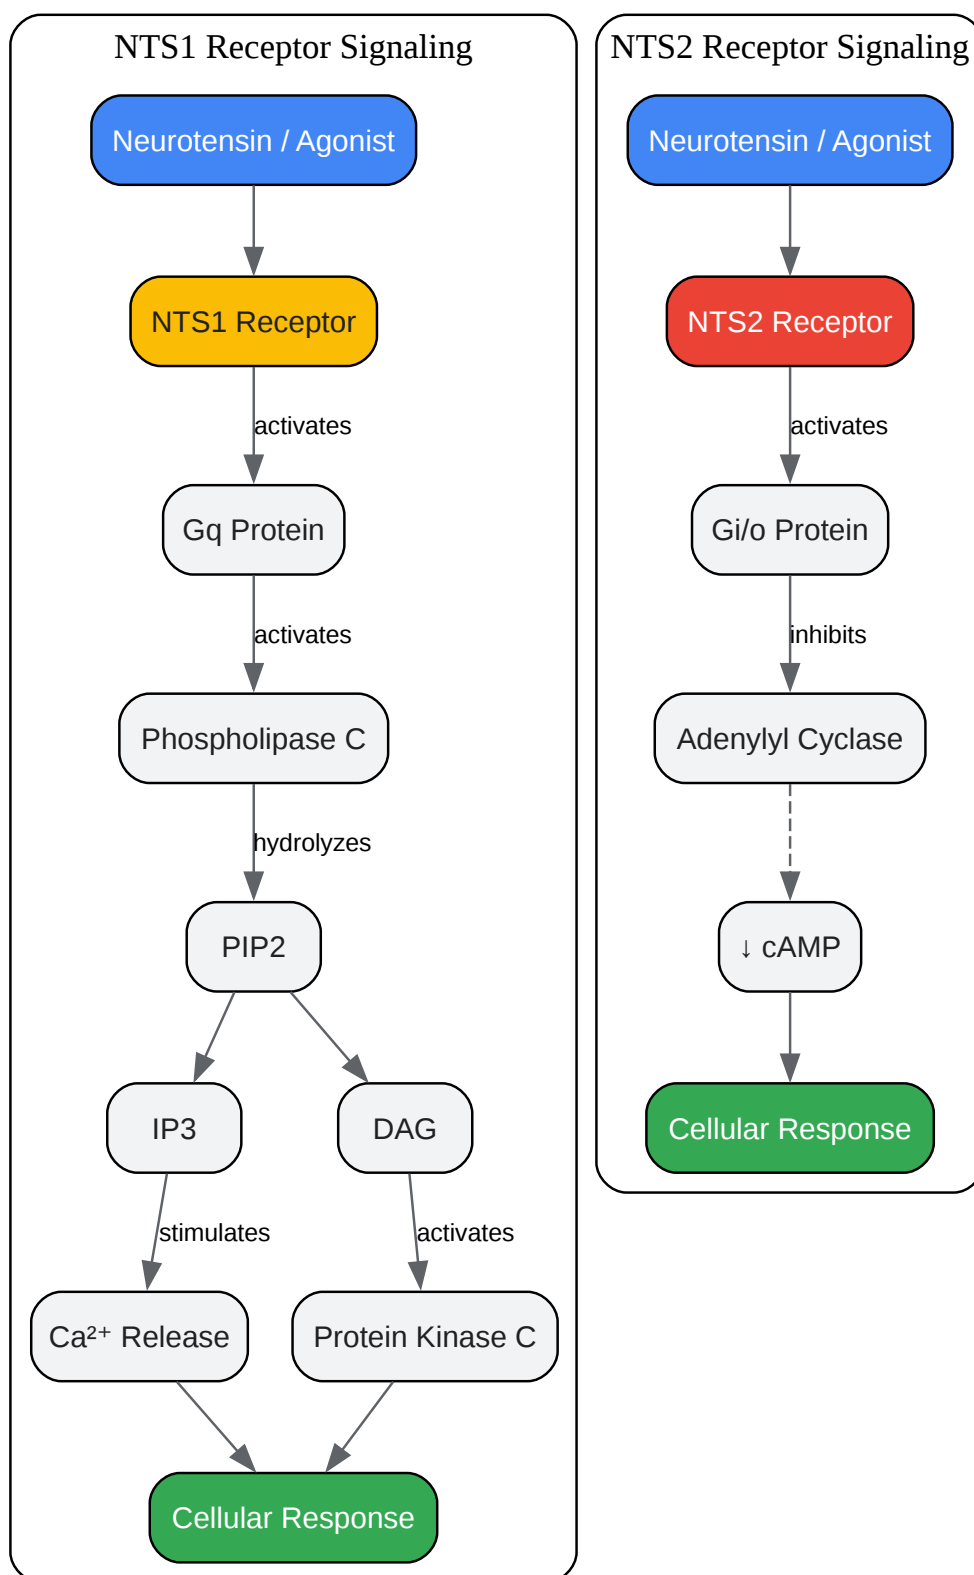 NTS1 Receptor Signaling
Neurotensin / Agonist
NTS1 Receptor
activates
Gq Protein
activates
Phospholipase C
hydrolyzes
PIP2
IP3
DAG
stimulates
activates
Ca²⁺ Release
Protein Kinase C
Cellular Response
NTS2 Receptor Signaling
Neurotensin / Agonist
NTS2 Receptor
activates
Gi/o Protein
inhibits
Adenylyl Cyclase
↓ cAMP
Cellular Response